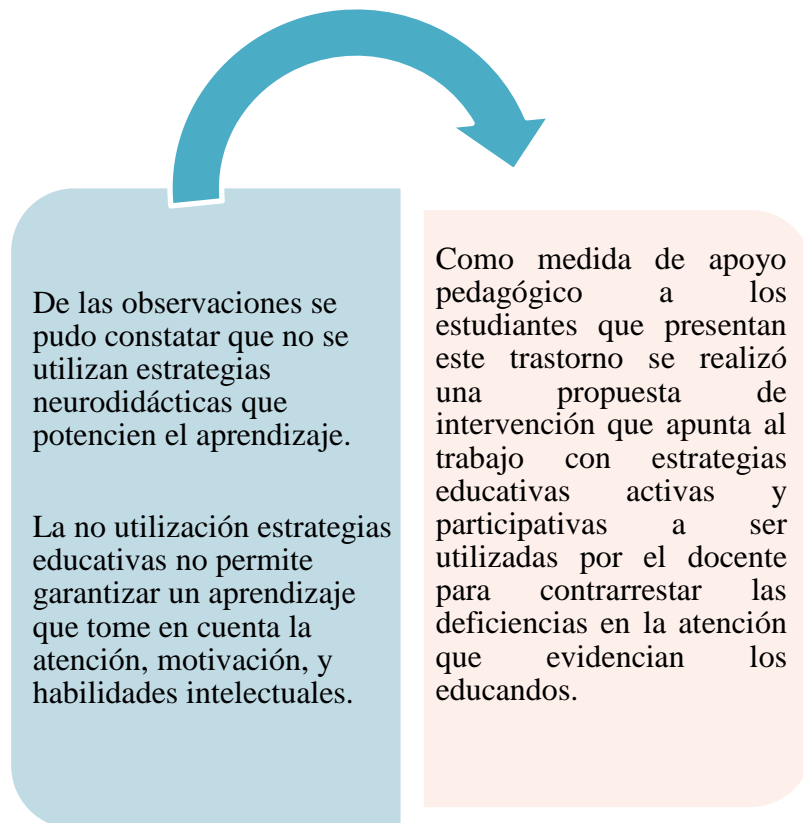 De las observaciones se
pudo constatar que no se
utilizan estrategias
neurodidácticas que
potencien el aprendizaje.
La no utilización estrategias
educativas no permite
garantizar un aprendizaje
que tome en cuenta la
atención, motivación, y
habilidades intelectuales.
Como medida de apoyo
pedagógico a los
estudiantes que presentan
este trastorno se realizó
una propuesta de
intervención que apunta al
trabajo con estrategias
educativas activas y
participativas a ser
utilizadas por el docente
para contrarrestar las
deficiencias en la atención
que evidencian los
educandos.